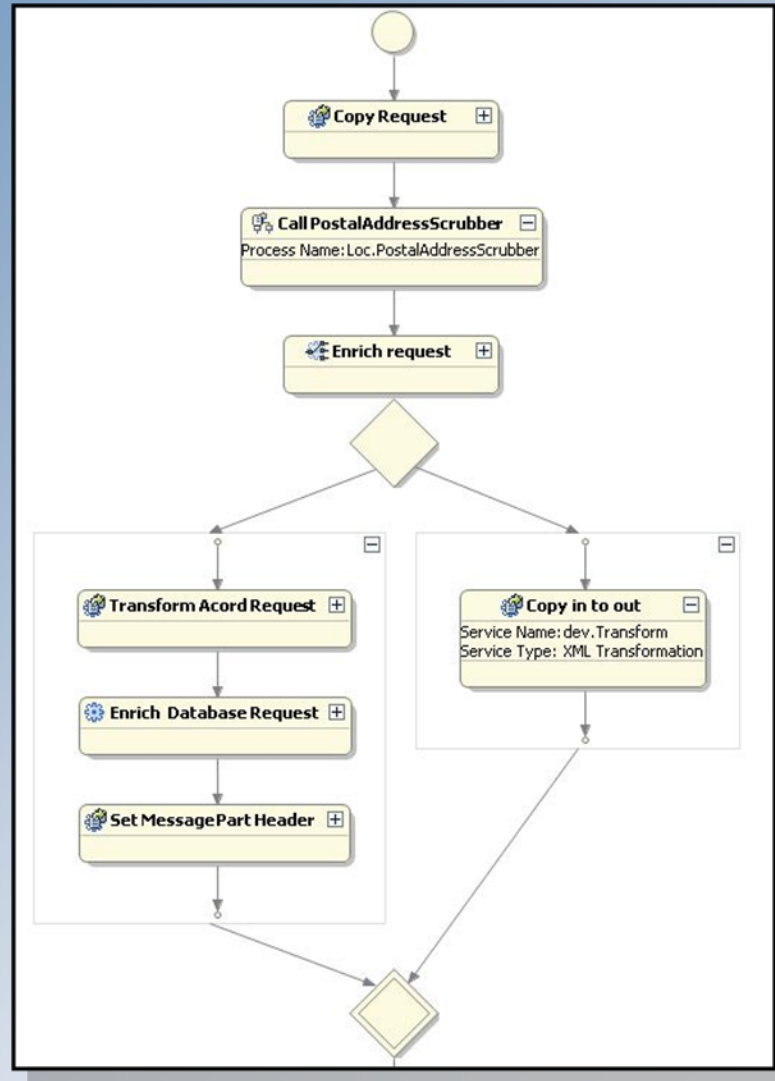 Copy Request
Call PostalAddressScrubber
Process Name: Loc.PostalAddressScrubber
Enrich request
Transform Acord Request
Enrich Database Request
Set MessagePart Header
Copy in to out
Service Name: dev.Transform
Service Type: XML Transformation